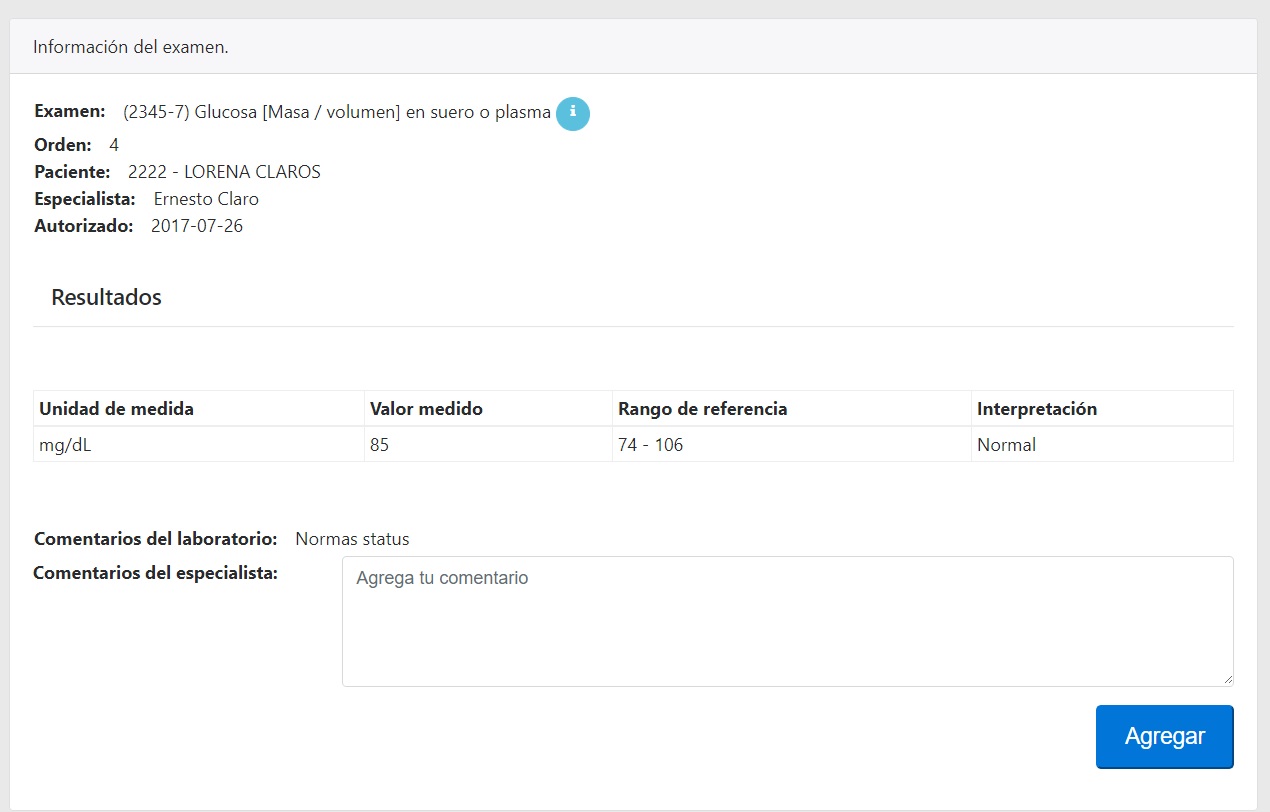 Información del examen.
Examen: (2345-7) Glucosa [Masa / volumen] en suero o plasma i
Orden: 4
Paciente: 2222 - LORENA CLAROS
Especialista: Ernesto Claro
Autorizado: 2017-07-26
Resultados
Unidad de medida Valor medido Rango de referencia Interpretación
mg/dL 85 74 - 106 Normal
Comentarios del laboratorio: Normas status
Comentarios del especialista: Agrega tu comentario
Agregar